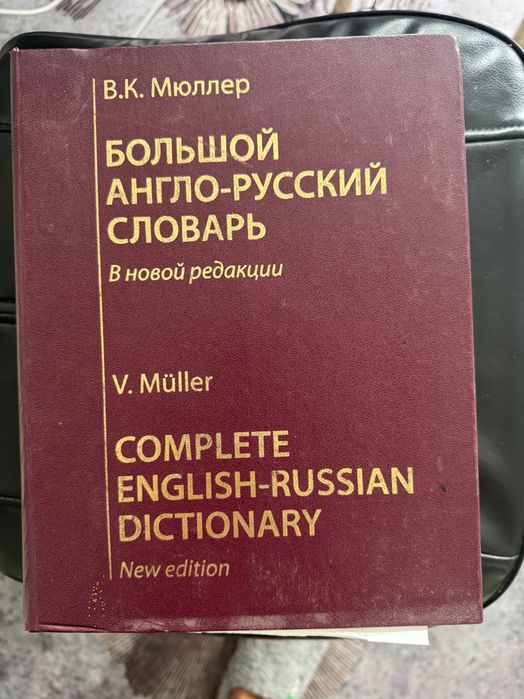 В.К. Мюллер
БОЛЬШОЙ
АНГЛО-РУССКИЙ
СЛОВАРЬ
В новой редакции
V. Müller
COMPLETE
ENGLISH-RUSSIAN
DICTIONARY
New edition